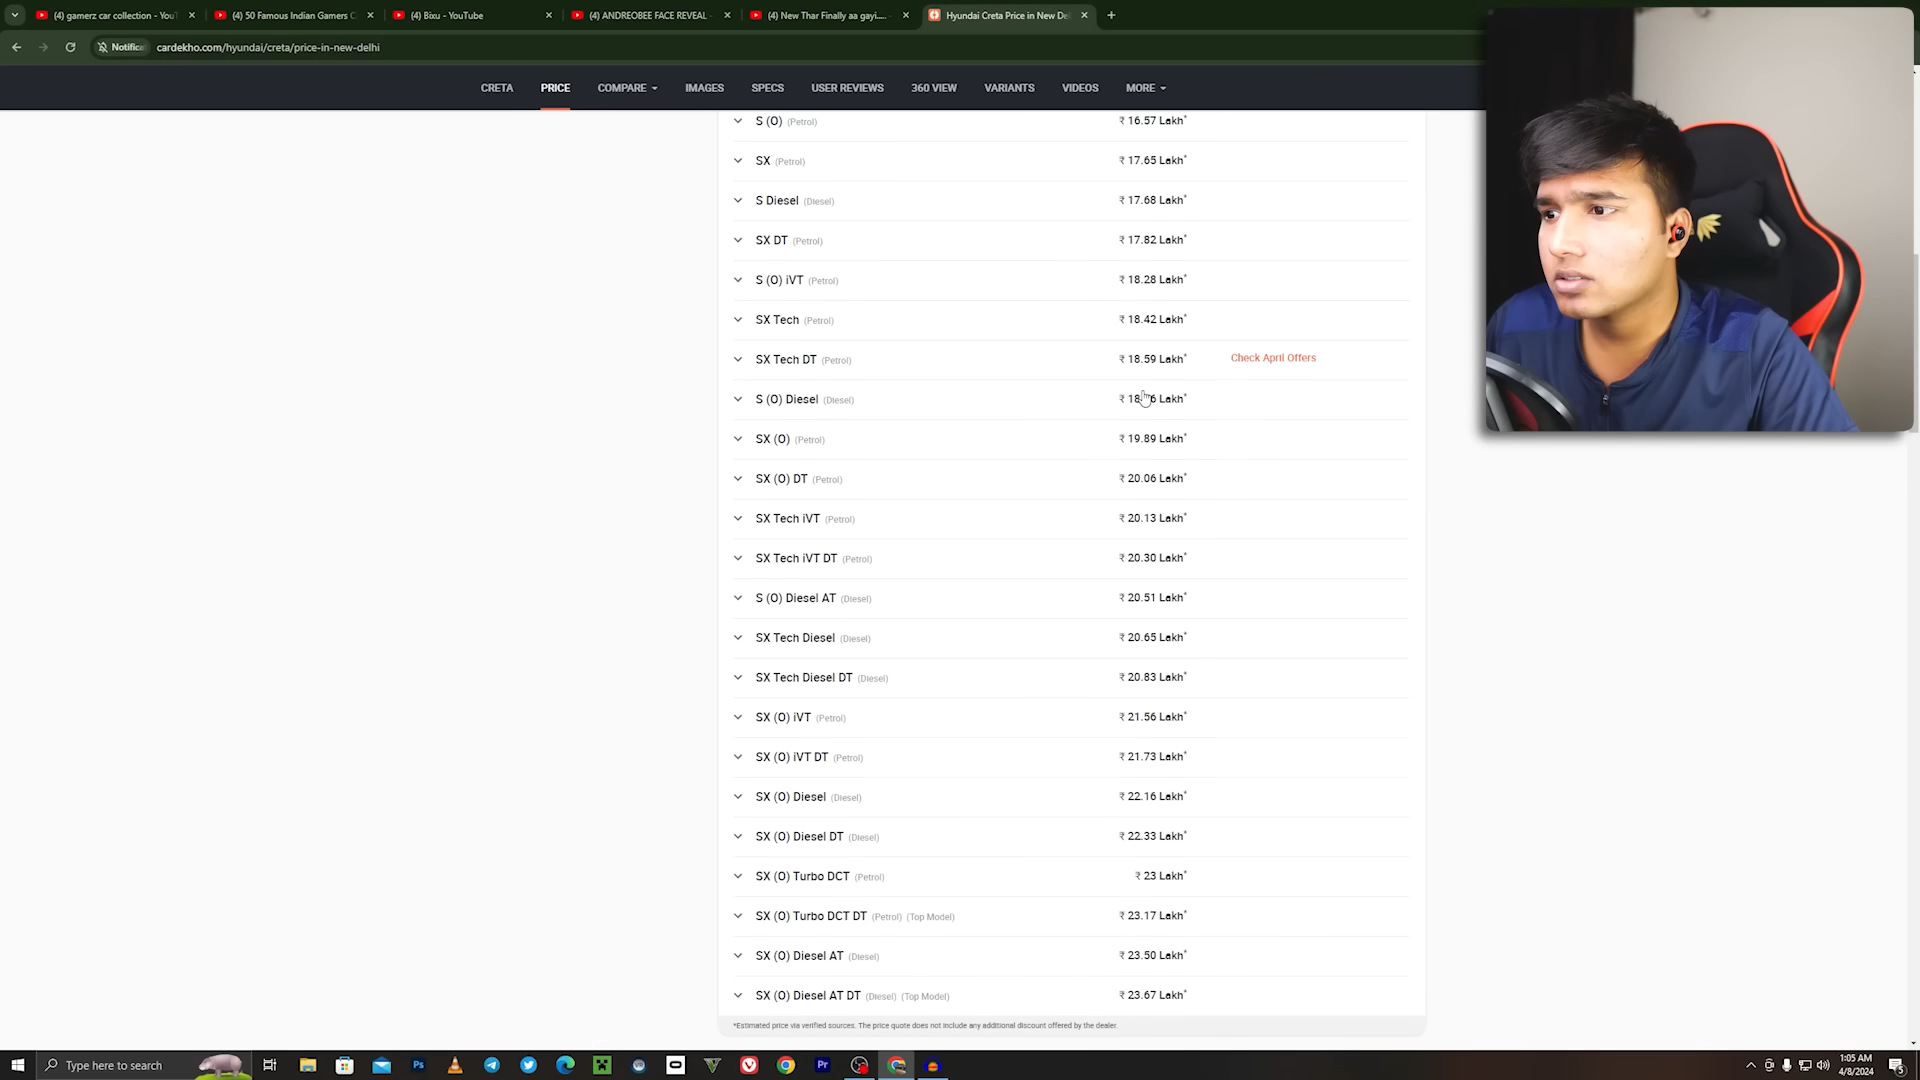 (4) gamerz car collection - YouT
(4) 50 Famous Indian Gamers C
(4) Bixu - YouTube
(4) ANDREOBEE FACE REVEAL -
(4) New Thar Finally aa gayi....
Hyundai Creta Price in New De
Notifica cardekho.com/hyundai/creta/price-in-new-delhi
CRETA PRICE COMPARE IMAGES SPECS USER REVIEWS 360 VIEW VARIANTS VIDEOS MORE
S (O) (Petrol) ₹ 16.57 Lakh*
SX (Petrol) ₹ 17.65 Lakh*
S Diesel (Diesel) ₹ 17.68 Lakh*
SX DT (Petrol) ₹ 17.82 Lakh*
S (O) iVT (Petrol) ₹ 18.28 Lakh*
SX Tech (Petrol) ₹ 18.42 Lakh*
SX Tech DT (Petrol) ₹ 18.59 Lakh* Check April Offers
S (O) Diesel (Diesel) ₹ Lakh*
SX (O) (Petrol) ₹ 19.89 Lakh*
SX (O) DT (Petrol) ₹ 20.06 Lakh*
SX Tech iVT (Petrol) ₹ 20.13 Lakh*
SX Tech iVT DT (Petrol) ₹ 20.30 Lakh*
S (O) Diesel AT (Diesel) ₹ 20.51 Lakh*
SX Tech Diesel (Diesel) ₹ 20.65 Lakh*
SX Tech Diesel DT (Diesel) ₹ 20.83 Lakh*
SX (O) iVT (Petrol) ₹ 21.56 Lakh*
SX (O) iVT DT (Petrol) ₹ 21.73 Lakh*
SX (O) Diesel (Diesel) ₹ 22.16 Lakh*
SX (O) Diesel DT (Diesel) ₹ 22.33 Lakh*
SX (O) Turbo DCT (Petrol) ₹ 23 Lakh*
SX (O) Turbo DCT DT (Petrol) (Top Model) ₹ 23.17 Lakh*
SX (O) Diesel AT (Diesel) ₹ 23.50 Lakh*
SX (O) Diesel AT DT (Diesel) (Top Model) ₹ 23.67 Lakh*
*Estimated price via verified sources. The price quote does not include any additional discount offered by the dealer.
Type here to search
Ps
Pr
1:05 AM
4/8/2024
5